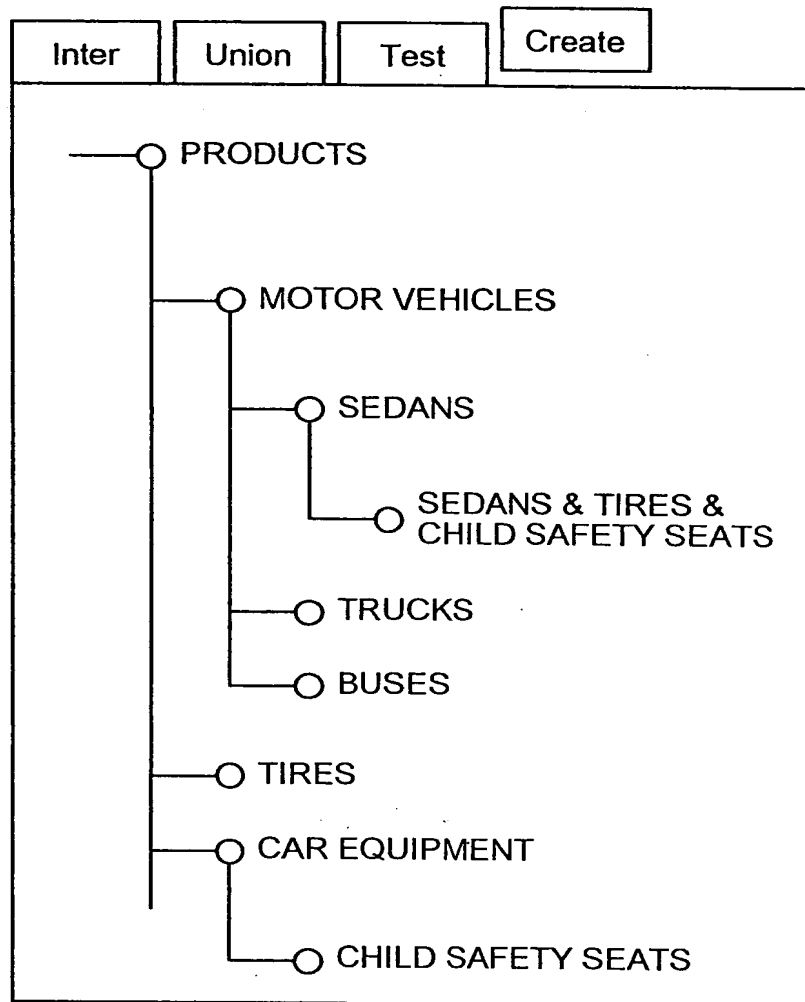 Inter Union Test Create
PRODUCTS
MOTOR VEHICLES
SEDANS
SEDANS & TIRES &
CHILD SAFETY SEATS
TRUCKS
BUSES
TIRES
CAR EQUIPMENT
CHILD SAFETY SEATS